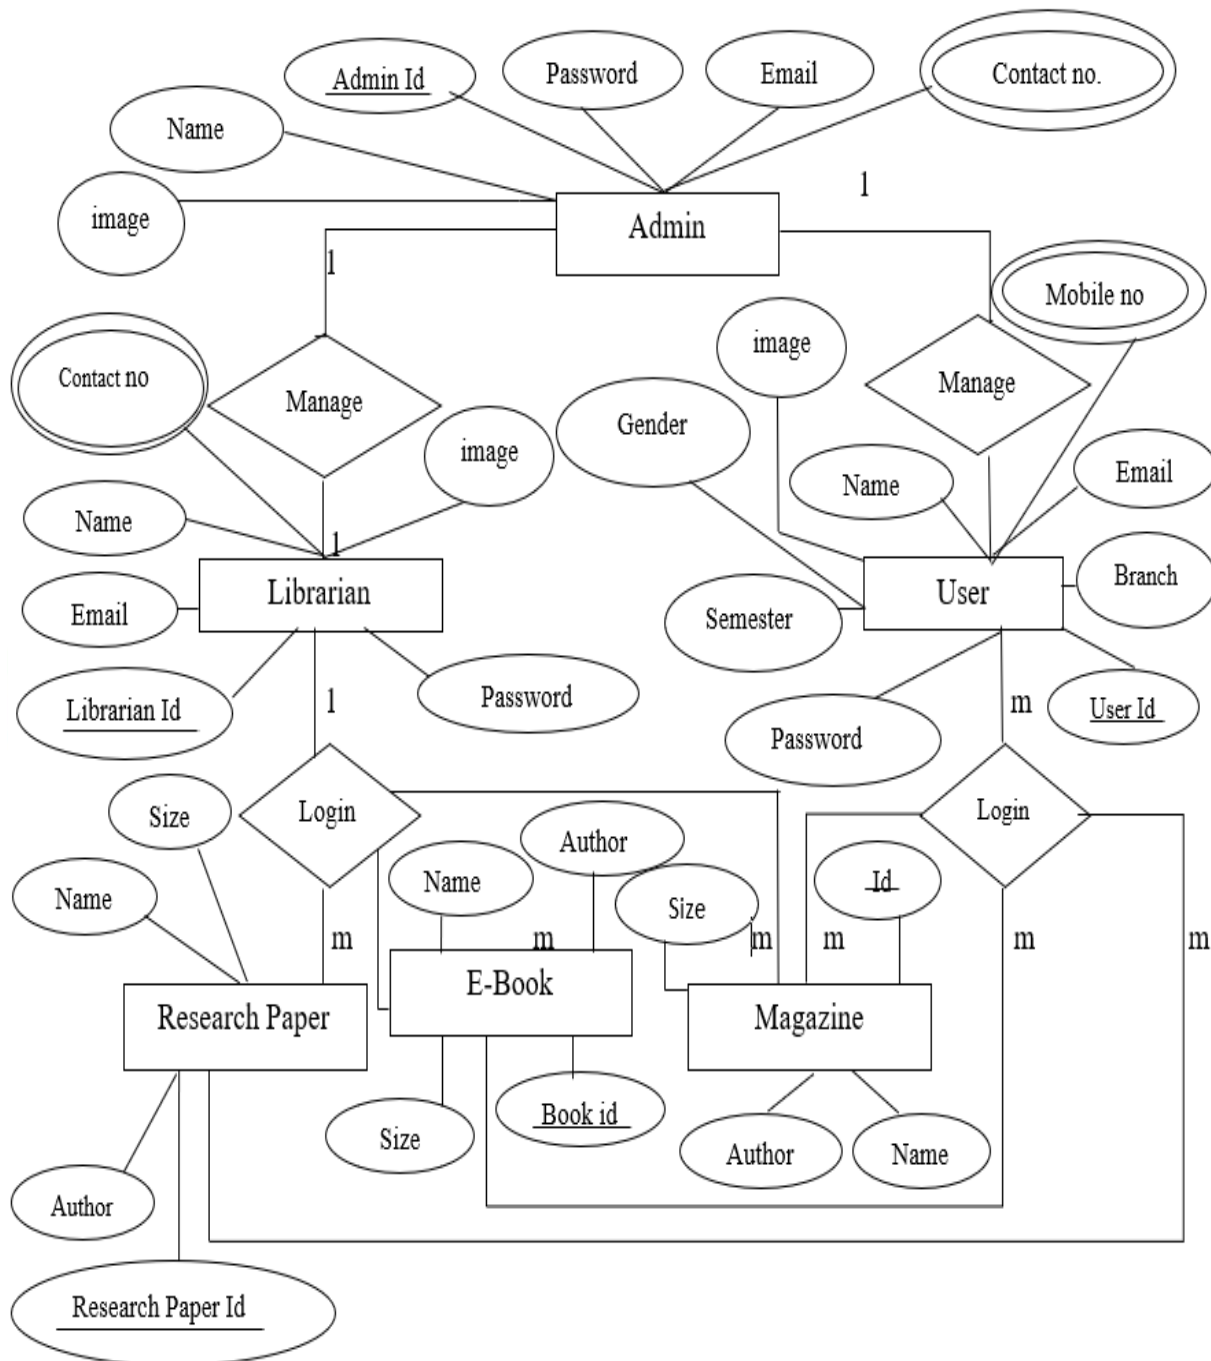 Admin Id
Password
Email
Contact no.
Name
image
Admin
1
1
Mobile no
Contact no
Manage
image
Manage
Gender
image
Name
Email
Name
1
Librarian
User
Branch
Email
Semester
Librarian Id
Password
1
m
User Id
Password
Size
Login
Login
Author
Name
Name
Size
Id
m
m
m
m
m
m
E-Book
Research Paper
Magazine
Size
Book id
Author
Name
Author
Research Paper Id